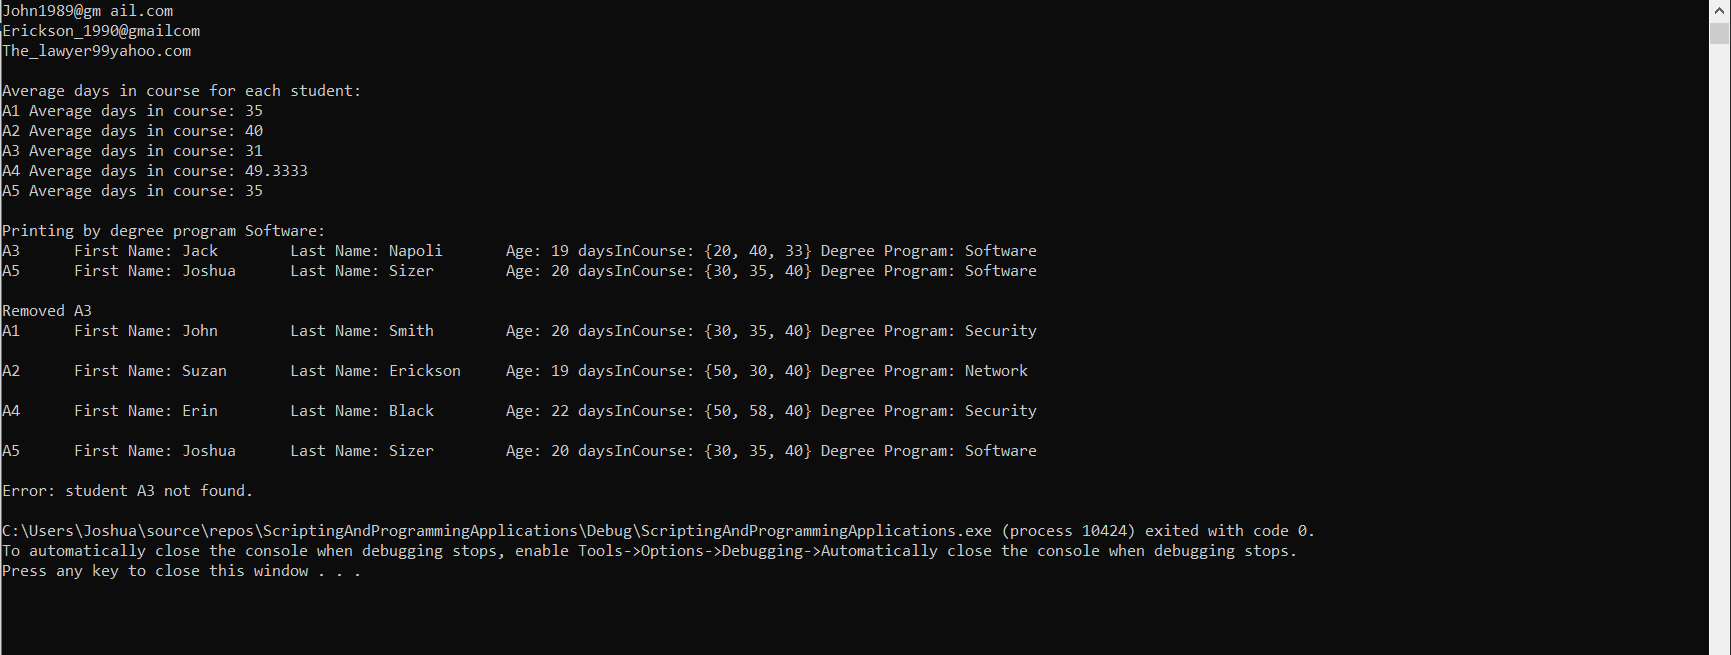 John1989@gm ail.com
Erickson_1990@gmailcom
The_lawyer99yahoo.com
Average days in course for each student:
A1 Average days in course: 35
A2 Average days in course: 40
A3 Average days in course: 31
A4 Average days in course: 49.3333
A5 Average days in course: 35
Printing by degree program Software:
A3 First Name: Jack Last Name: Napoli Age: 19 daysInCourse: {20, 40, 33} Degree Program: Software
A5 First Name: Joshua Last Name: Sizer Age: 20 daysInCourse: {30, 35, 40} Degree Program: Software
Removed A3
A1 First Name: John Last Name: Smith Age: 20 daysInCourse: {30, 35, 40} Degree Program: Security
A2 First Name: Suzan Last Name: Erickson Age: 19 daysInCourse: {50, 30, 40} Degree Program: Network
A4 First Name: Erin Last Name: Black Age: 22 daysInCourse: {50, 58, 40} Degree Program: Security
A5 First Name: Joshua Last Name: Sizer Age: 20 daysInCourse: {30, 35, 40} Degree Program: Software
Error: student A3 not found.
C:\Users\Joshua\source\repos\ScriptingAndProgrammingApplications\Debug\ScriptingAndProgrammingApplications.exe (process 10424) exited with code 0.
To automatically close the console when debugging stops, enable Tools->Options->Debugging->Automatically close the console when debugging stops.
Press any key to close this window . . .